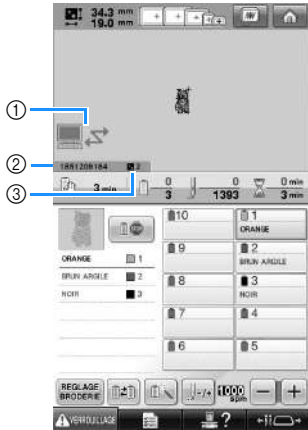 34.3 mm
19.0 mm
①
②
1851209184 2
③
3 min
0
3
0
1393
0 min
3 min
10
1
ORANGE
9
2
BRUN ARGILE
8
3
NOIR
7
4
6
5
ORANGE 1
BRUN ARGILE 2
NOIR 3
REGLAGE
BRODERIE
-/+
1000
spm
- +
VERROUILLAGE
?